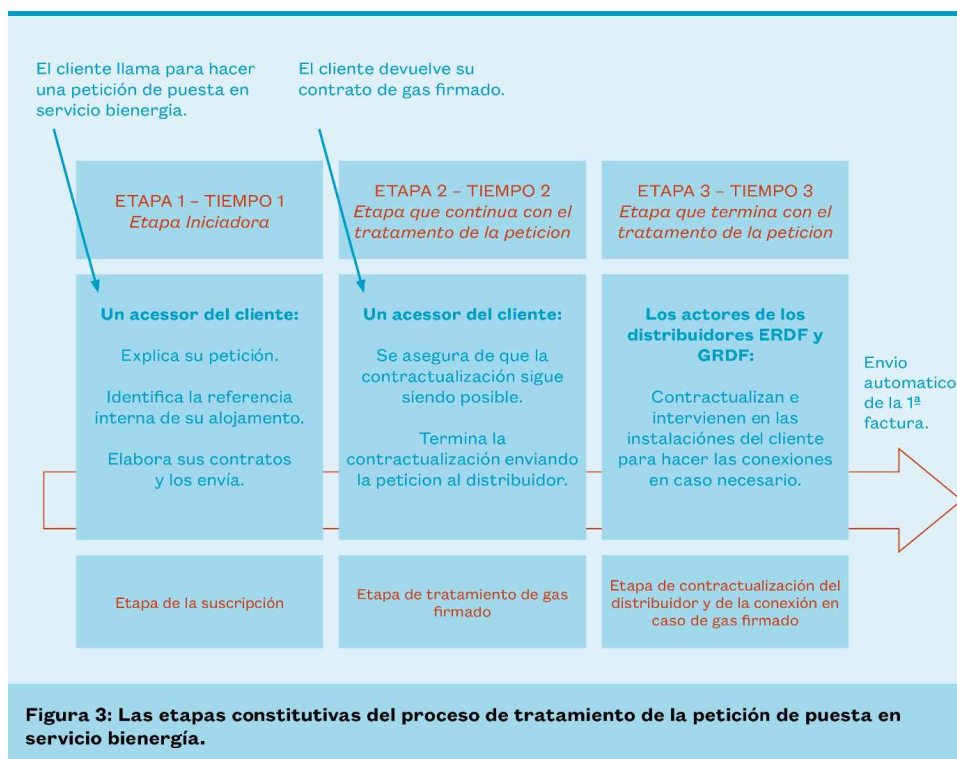 El cliente llama para hacer
una petición de puesta en
servicio bienergía.
El cliente devuelve su
contrato de gas firmado.
ETAPA 1 – TIEMPO 1
Etapa Iniciadora
ETAPA 2 – TIEMPO 2
Etapa que continua con el
tratamiento de la peticion
ETAPA 3 – TIEMPO 3
Etapa que termina con el
tratamiento de la peticion
Un acessor del cliente:
Explica su petición.
Identifica la referencia
interna de su alojamento.
Elabora sus contratos
y los envía.
Un acessor del cliente:
Se asegura de que la
contractualización sigue
siendo posible.
Termina la
contractualización enviando
la peticion al distribuidor.
Los actores de los
distribuidores ERDF y
GRDF:
Contractualizan e
intervienen en las
instalaciónes del cliente
para hacer las conexiones
en caso necesario.
Envio
automatico
de la 1ª
factura.
Etapa de la suscripción
Etapa de tratamiento de gas
firmado
Etapa de contractualización del
distribuidor y de la conexión en
caso de gas firmado
Figura 3: Las etapas constitutivas del proceso de tratamiento de la petición de puesta en
servicio bienergía.